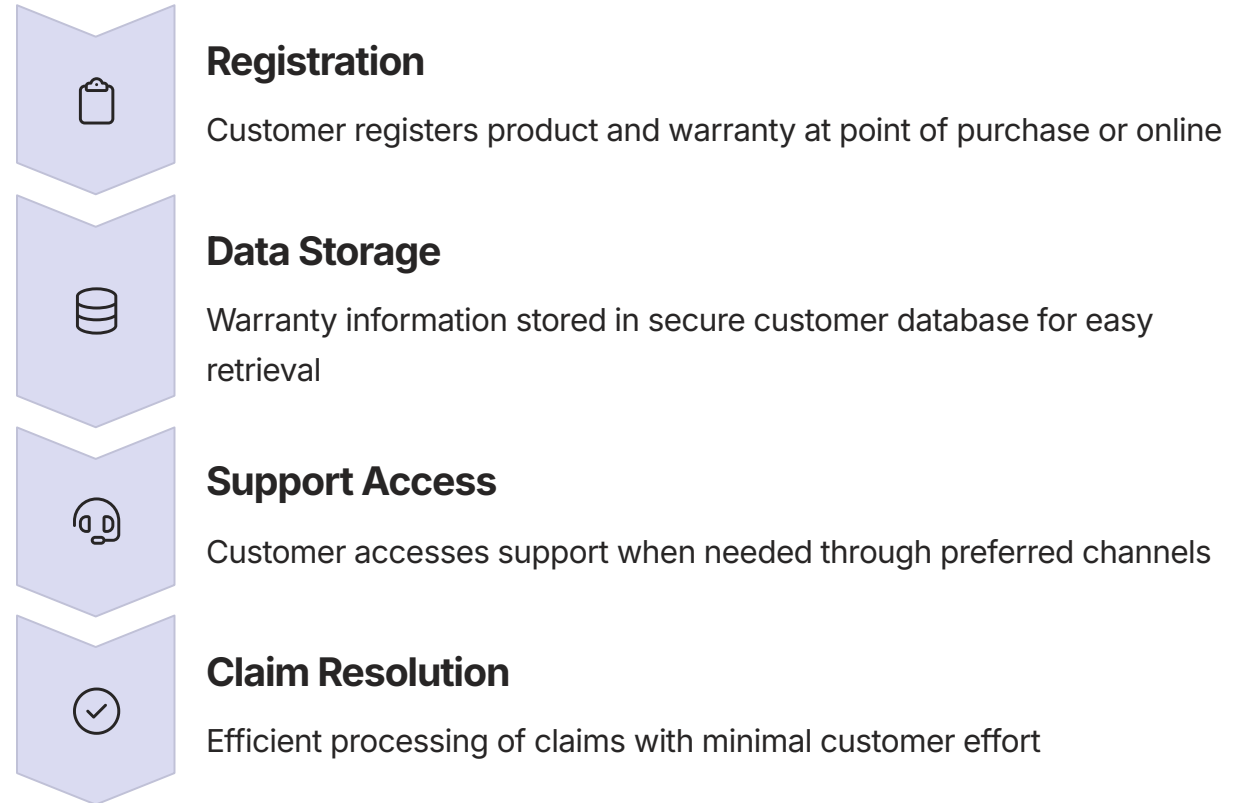 Registration
Customer registers product and warranty at point of purchase or online
Data Storage
Warranty information stored in secure customer database for easy
retrieval
Support Access
Customer accesses support when needed through preferred channels
Claim Resolution
Efficient processing of claims with minimal customer effort